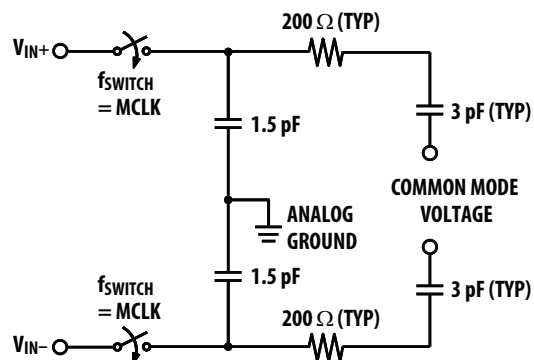 200 Ω (TYP)
VIN+
fSWITCH
= MCLK
1.5 pF
3 pF (TYP)
COMMON MODE
VOLTAGE
ANALOG
GROUND
1.5 pF
fSWITCH
= MCLK
3 pF (TYP)
200 Ω (TYP)
VIN–